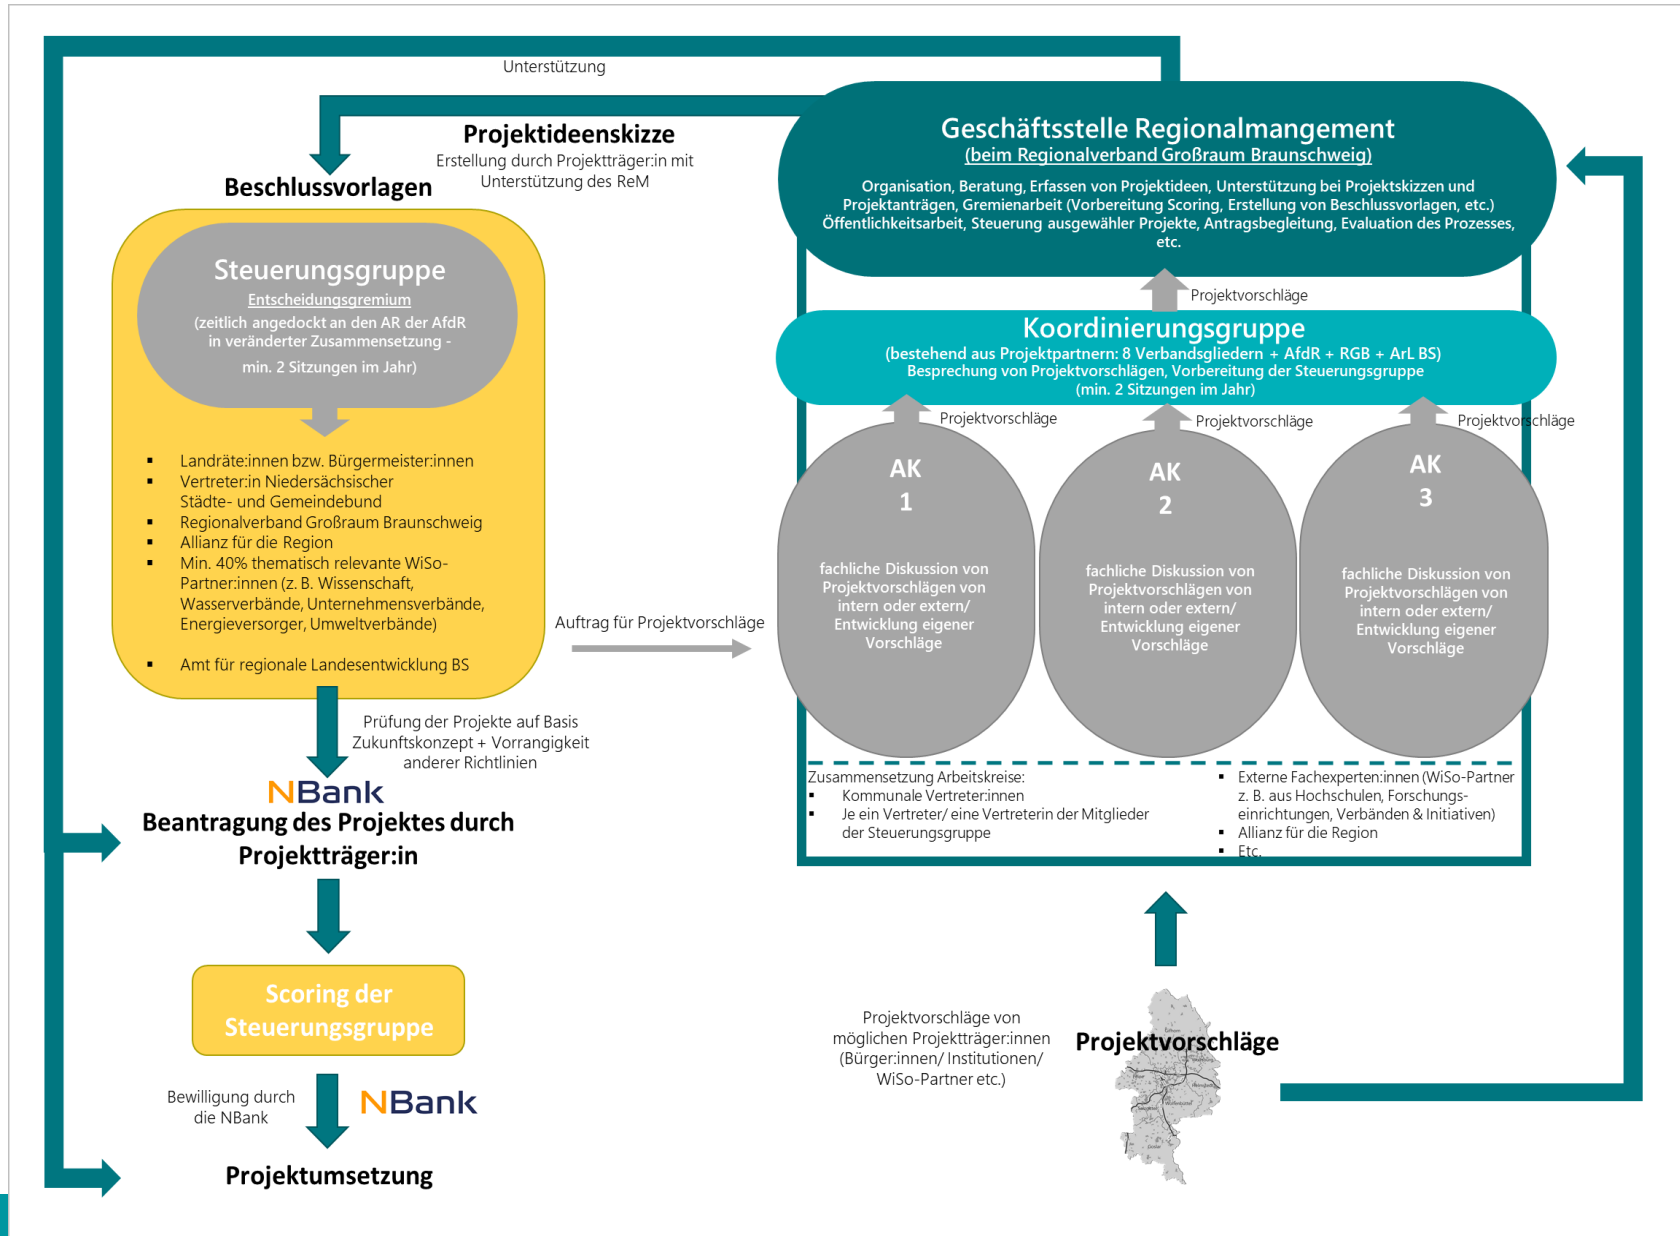 Unterstützung
Projektideenskizze
Erstellung durch Projektträger:in mit
Unterstützung des ReM
Beschlussvorlagen
Geschäftsstelle Regionalmangement
(beim Regionalverband Großraum Braunschweig)
Organisation, Beratung, Erfassen von Projektideen, Unterstützung bei Projektskizzen und
Projektanträgen, Gremienarbeit (Vorbereitung Scoring, Erstellung von Beschlussvorlagen, etc.)
Öffentlichkeitsarbeit, Steuerung ausgewäler Projekte, Antragsbegleitung, Evaluation des Prozesses,
etc.
Projektvorschläge
Koordinierungsgruppe
(bestehend aus Projektpartnern: 8 Verbandsgliedern + AfdR + RGB + ArL BS)
Besprechung von Projektvorschlägen, Vorbereitung der Steuerungsgruppe
(min. 2 Sitzungen im Jahr)
Projektvorschläge
Projektvorschläge
Projektvorschläge
AK
1
fachliche Diskussion von
Projektvorschlägen von
intern oder extern/
Entwicklung eigener
Vorschläge
AK
2
fachliche Diskussion von
Projektvorschlägen von
intern oder extern/
Entwicklung eigener
Vorschläge
AK
3
fachliche Diskussion von
Projektvorschlägen von
intern oder extern/
Entwicklung eigener
Vorschläge
Zusammensetzung Arbeitskreise:
▪ Kommunale Vertreter:innen
▪ Je ein Vertreter/ eine Vertreterin der Mitglieder
der Steuerungsgruppe
▪ Externe Fachexperten:innen (WiSo-Partner
z. B. aus Hochschulen, Forschungs-
einrichtungen, Verbänden & Initiativen)
▪ Allianz für die Region
▪ Etc.
Steuerungsgruppe
Entscheidungsgremium
(zeitlich angedockt an den AR der AfdR
in veränderter Zusammensetzung -
min. 2 Sitzungen im Jahr)
▪ Landräte:innen bzw. Bürgermeister:innen
▪ Vertreter:in Niedersächsischer
Städte- und Gemeindebund
▪ Regionalverband Großraum Braunschweig
▪ Allianz für die Region
▪ Min. 40% thematisch relevante WiSo-
Partner:innen (z. B. Wissenschaft,
Wasserverbände, Unternehmensverbände,
Energieversorger, Umweltverbände)
▪ Amt für regionale Landesentwicklung BS
Auftrag für Projektvorschläge
Prüfung der Projekte auf Basis
Zukunftskonzept + Vorrangigkeit
anderer Richtlinien
NBank
Beantragung des Projektes durch
Projektträger:in
Scoring der
Steuerungsgruppe
Bewilligung durch
die NBank
NBank
Projektumsetzung
Projektvorschläge von
möglichen Projektträger:innen
(Bürger:innen/ Institutionen/
WiSo-Partner etc.)
Projektvorschläge